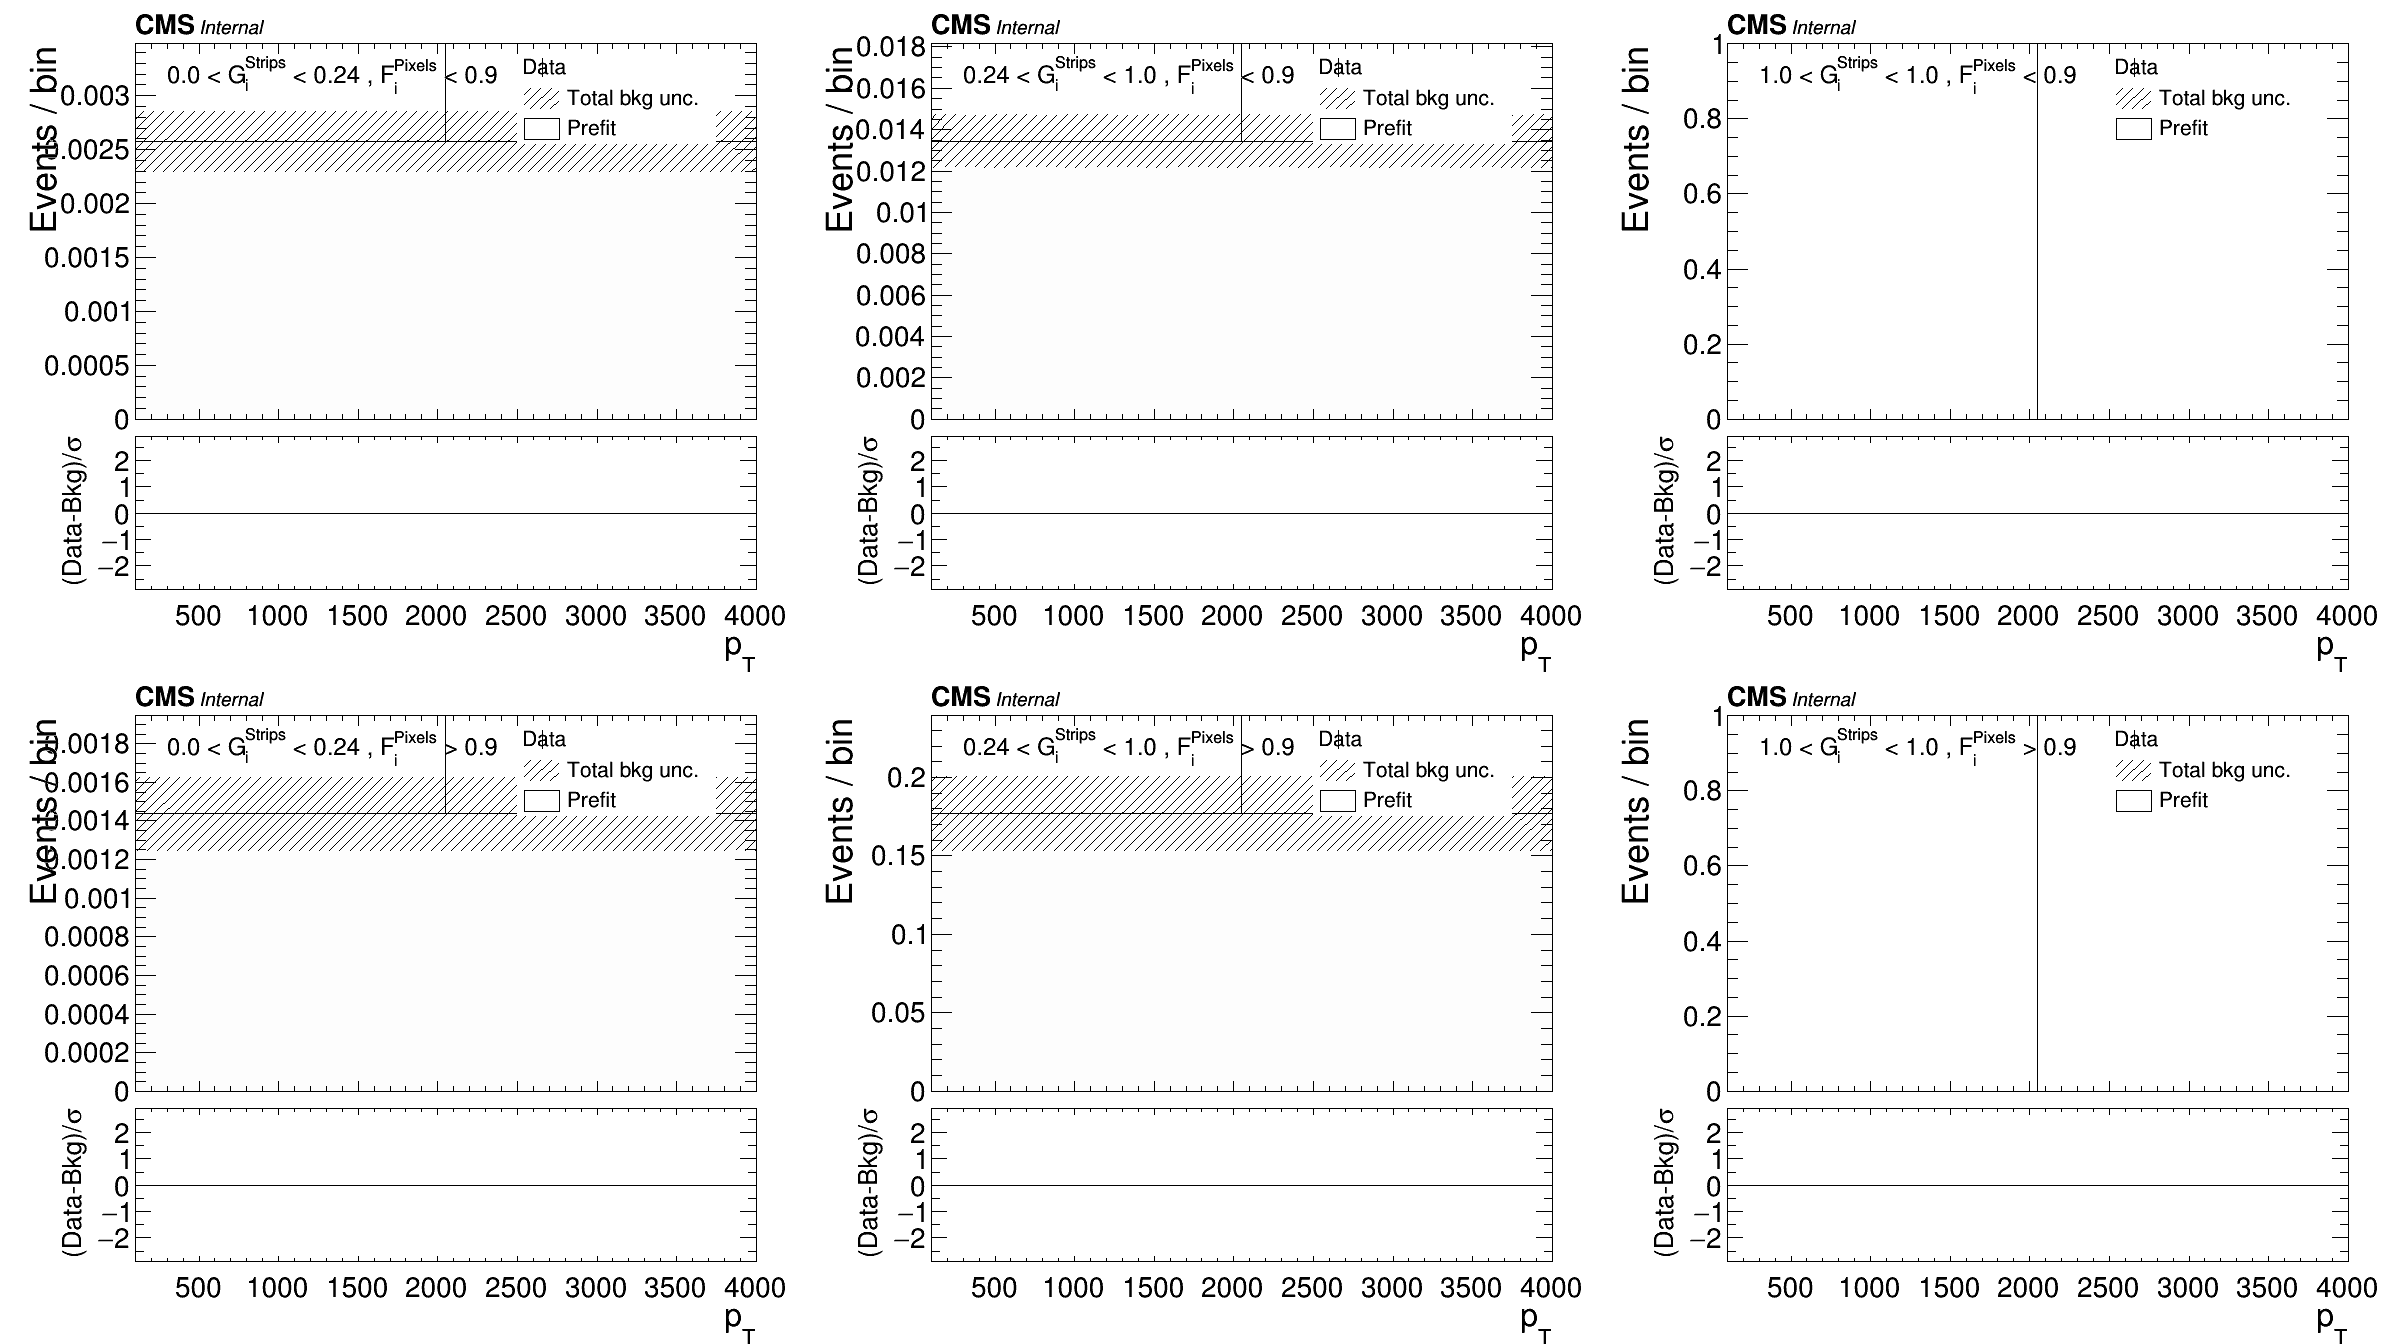 CMS Internal
0.0 < G_i^Strips < 0.24 , F_i^Pixels < 0.9
Data
Total bkg unc.
Prefit
Events / bin
0.003
0.0025
0.002
0.0015
0.001
0.0005
0
(Data-Bkg)/σ
2
1
0
−1
−2
500 1000 1500 2000 2500 3000 3500 4000
p_T
CMS Internal
0.24 < G_i^Strips < 1.0 , F_i^Pixels < 0.9
Data
Total bkg unc.
Prefit
Events / bin
0.018
0.016
0.014
0.012
0.01
0.008
0.006
0.004
0.002
0
(Data-Bkg)/σ
2
1
0
−1
−2
500 1000 1500 2000 2500 3000 3500 4000
p_T
CMS Internal
1.0 < G_i^Strips < 1.0 , F_i^Pixels < 0.9
Data
Total bkg unc.
Prefit
Events / bin
1
0.8
0.6
0.4
0.2
0
(Data-Bkg)/σ
2
1
0
−1
−2
500 1000 1500 2000 2500 3000 3500 4000
p_T
CMS Internal
0.0 < G_i^Strips < 0.24 , F_i^Pixels > 0.9
Data
Total bkg unc.
Prefit
Events / bin
0.0018
0.0016
0.0014
0.0012
0.001
0.0008
0.0006
0.0004
0.0002
0
(Data-Bkg)/σ
2
1
0
−1
−2
500 1000 1500 2000 2500 3000 3500 4000
p_T
CMS Internal
0.24 < G_i^Strips < 1.0 , F_i^Pixels > 0.9
Data
Total bkg unc.
Prefit
Events / bin
0.2
0.15
0.1
0.05
0
(Data-Bkg)/σ
2
1
0
−1
−2
500 1000 1500 2000 2500 3000 3500 4000
p_T
CMS Internal
1.0 < G_i^Strips < 1.0 , F_i^Pixels > 0.9
Data
Total bkg unc.
Prefit
Events / bin
1
0.8
0.6
0.4
0.2
0
(Data-Bkg)/σ
2
1
0
−1
−2
500 1000 1500 2000 2500 3000 3500 4000
p_T